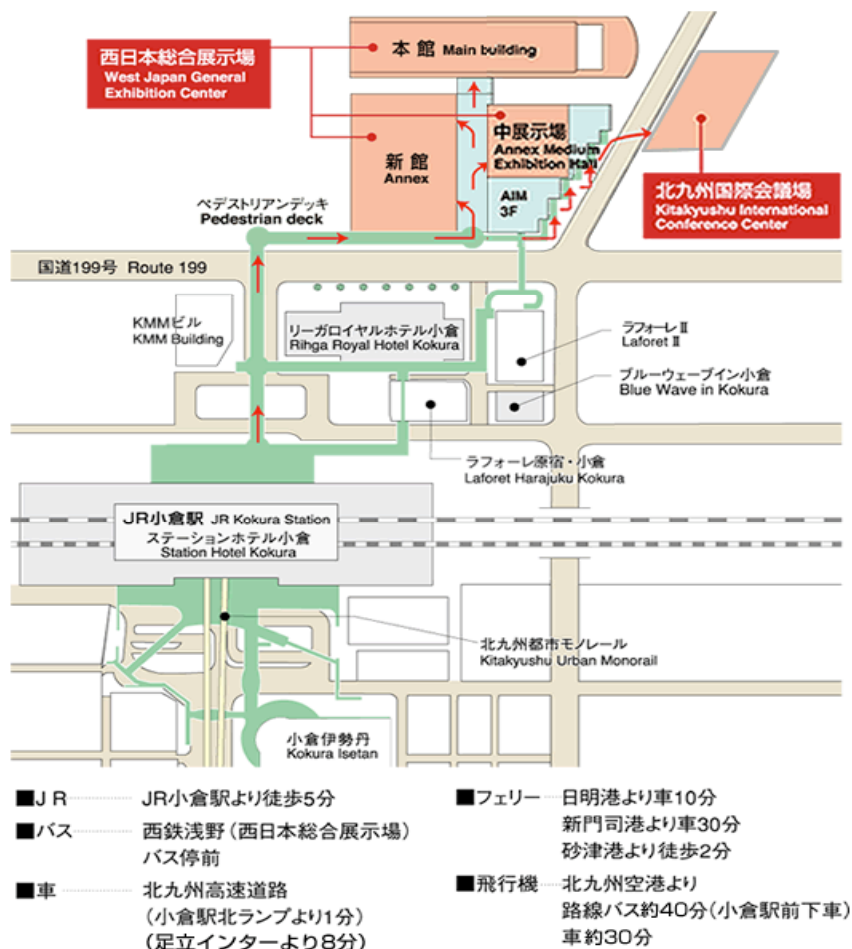 本館 Main building
西日本総合展示場
West Japan General
Exhibition Center
中展示場
Annex Medium
Exhibition Hall
新館
Annex
AIM
3F
北九州国際会議場
Kitakyushu International
Conference Center
ペデストリアンデッキ
Pedestrian deck
国道199号 Route 199
KMMビル
KMM Building
リーガロイヤルホテル小倉
Rihga Royal Hotel Kokura
ラフォーレⅡ
Laforet Ⅱ
ブルーウェーブイン小倉
Blue Wave in Kokura
ラフォーレ原宿・小倉
Laforet Harajuku Kokura
JR小倉駅 JR Kokura Station
ステーションホテル小倉
Station Hotel Kokura
北九州都市モノレール
Kitakyushu Urban Monorail
小倉伊勢丹
Kokura Isetan
■JR JR小倉駅より徒歩5分
■バス 西鉄浅野(西日本総合展示場)
バス停前
■車 北九州高速道路
(小倉駅北ランプより1分)
(足立インターより8分)
■フェリー 日明港より車10分
新門司港より車30分
砂津港より徒歩2分
■飛行機 北九州空港より
路線バス約40分(小倉駅前下車)
車約30分